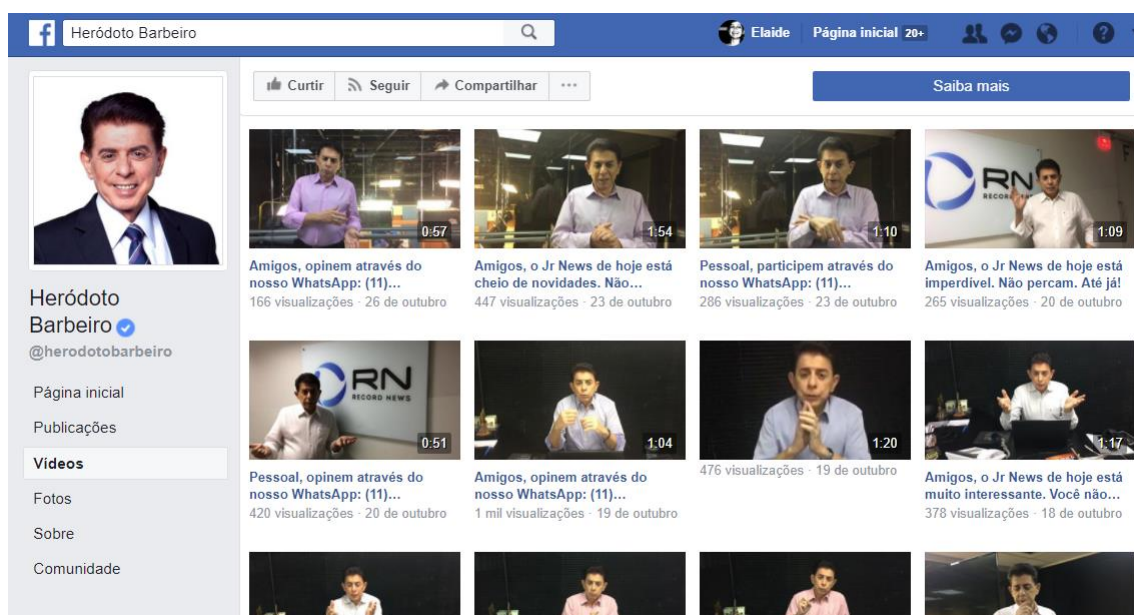 Heródoto Barbeiro
Elaide
Página inicial 20+
Curtir
Seguir
Compartilhar
Saiba mais
Heródoto
Barbeiro
@herodotobarbeiro
Página inicial
Publicações
Vídeos
Fotos
Sobre
Comunidade
0:57
Amigos, opinem através do
nosso WhatsApp: (11)...
166 visualizações · 26 de outubro
1:54
Amigos, o Jr News de hoje está
cheio de novidades. Não...
447 visualizações · 23 de outubro
1:10
Pessoal, participem através do
nosso WhatsApp: (11)...
286 visualizações · 23 de outubro
RN
1:09
Amigos, o Jr News de hoje está
imperdível. Não percam. Até já!
265 visualizações · 20 de outubro
RN
RECORD NEWS
0:51
Pessoal, opinem através do
nosso WhatsApp: (11)...
420 visualizações · 20 de outubro
1:04
Amigos, opinem através do
nosso WhatsApp: (11)...
1 mil visualizações · 19 de outubro
1:20
476 visualizações · 19 de outubro
1:17
Amigos, o Jr News de hoje está
muito interessante. Você não...
378 visualizações · 18 de outubro